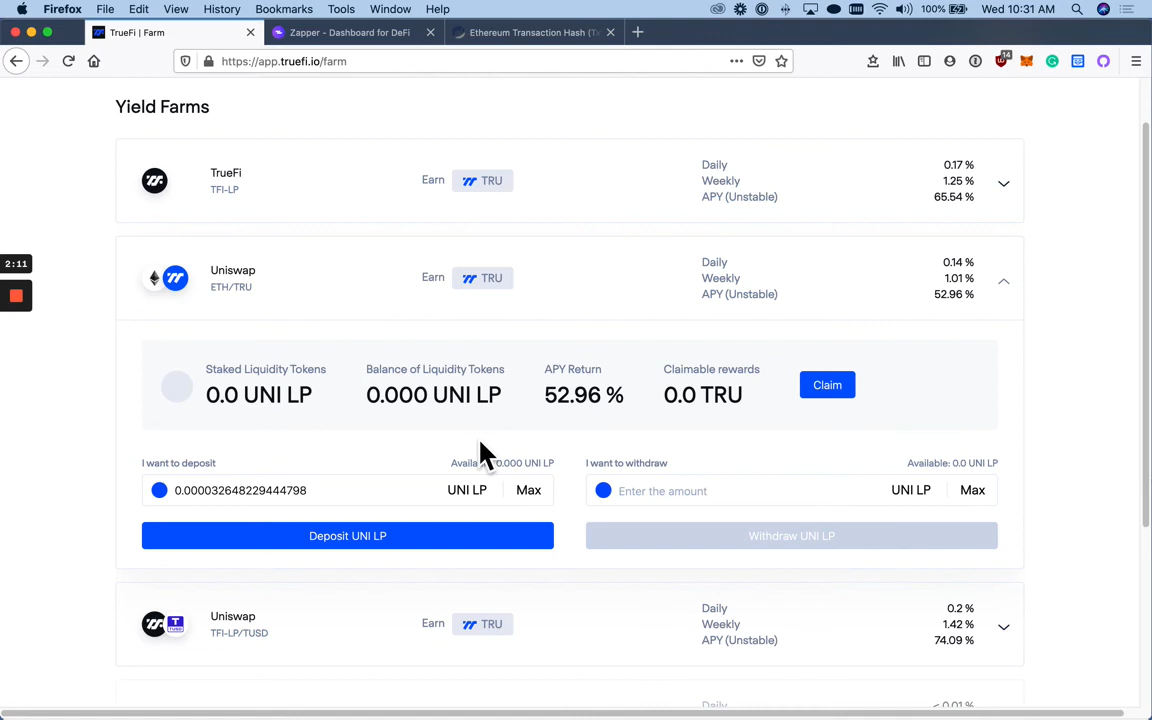 Firefox File Edit View History Bookmarks Tools Window Help 100% Wed 10:31 AM
TrueFi | Farm Zapper - Dashboard for DeFi Ethereum Transaction Hash (T
https://app.truefi.io/farm 14
Yield Farms
TrueFi
TFI-LP
Earn TRU
Daily 0.17 %
Weekly 1.25 %
APY (Unstable) 65.54 %
2:11
Uniswap
ETH/TRU
Earn TRU
Daily 0.14 %
Weekly 1.01 %
APY (Unstable) 52.96 %
Staked Liquidity Tokens Balance of Liquidity Tokens APY Return Claimable rewards
0.0 UNI LP 0.000 UNI LP 52.96 % 0.0 TRU Claim
I want to deposit 0.000 UNI LP I want to withdraw Available: 0.0 UNI LP
0.000032648229444798 UNI LP Max Enter the amount UNI LP Max
Deposit UNI LP Withdraw UNI LP
Uniswap
TFI-LP/TUSD
TUSD
Earn TRU
Daily 0.2 %
Weekly 1.42 %
APY (Unstable) 74.09 %
Daily < 0.01 %